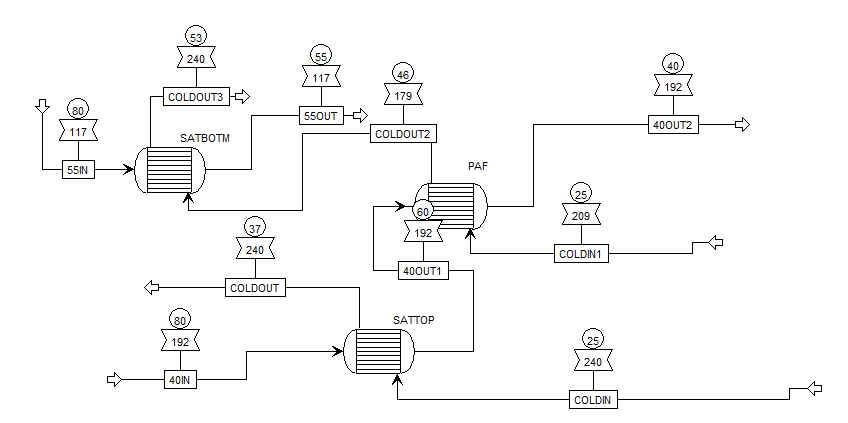 53
240
COLDOUT3
55
117
55OUT
46
179
COLDOUT2
40
192
40OUT2
80
117
55IN
SATBOTM
PAF
25
209
COLDIN1
60
192
40OUT1
37
240
COLDOUT
80
192
40IN
SATTOP
25
240
COLDIN